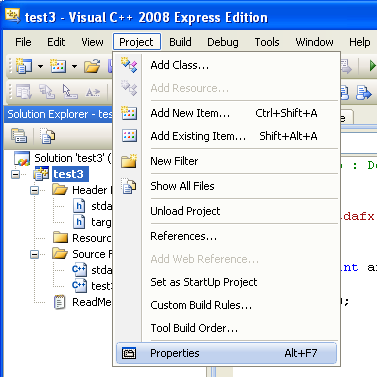 test3 - Visual C++ 2008 Express Edition
File Edit View Project Build Debug Tools Window Help
Solution Explorer - te
Solution 'test3' (
test3
Header
stda
targ
Resour
Source F
stda
test
ReadMe
Add Class...
Add Resource...
Add New Item... Ctrl+Shift+A
Add Existing Item... Shift+Alt+A
New Filter
Show All Files
Unload Project
References...
Add Web Reference...
Set as StartUp Project
Custom Build Rules...
Tool Build Order...
Properties Alt+F7
: De
dafx
int a
;